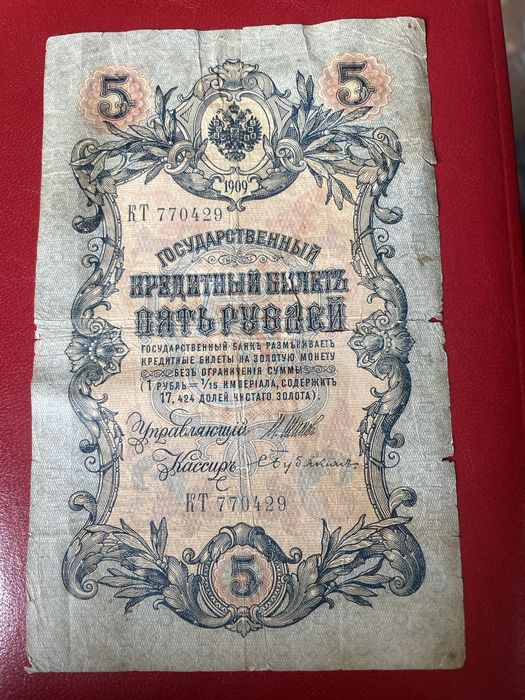 5 5
1909
КТ 770429
ГОСУДАРСТВЕННЫЙ
КРЕДИТНЫЙ БИЛЕТЪ
ПЯТЬ РУБЛЕЙ
ГОСУДАРСТВЕННЫЙ БАНКЪ РАЗМѢНИВАЕТЪ
КРЕДИТНЫЕ БИЛЕТЫ НА ЗОЛОТУЮ МОНЕТУ
БЕЗЪ ОГРАНИЧЕНІЯ СУММЫ
(1 РУБЛЬ = 1/15 ИМПЕРІАЛА, СОДЕРЖИТЪ
17,424 ДОЛЕЙ ЧИСТАГО ЗОЛОТА).
Управляющій
Кассиръ
КТ 770429
5